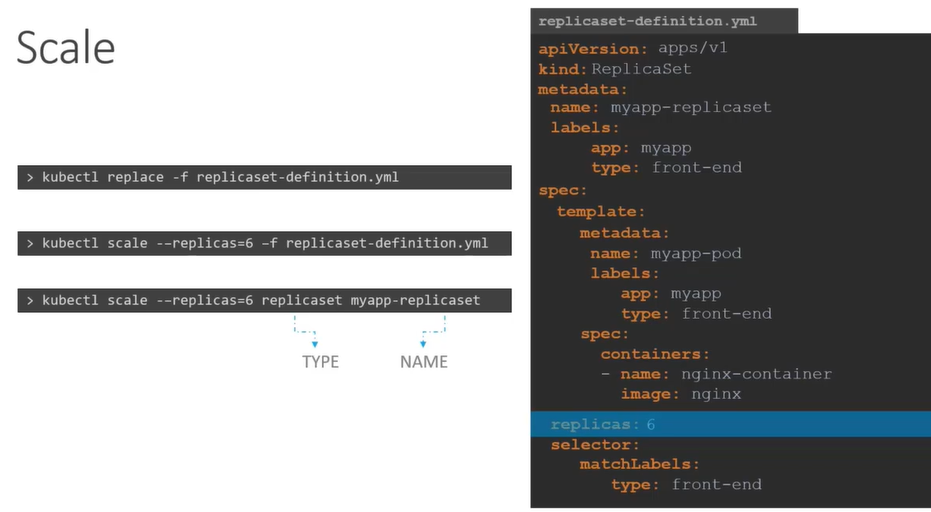 Scale
> kubectl replace -f replicaset-definition.yml
> kubectl scale --replicas=6 -f replicaset-definition.yml
> kubectl scale --replicas=6 replicaset myapp-replicaset
TYPE
NAME
replicaset-definition.yml
apiVersion: apps/v1
kind: ReplicaSet
metadata:
name: myapp-replicaset
labels:
app: myapp
type: front-end
spec:
template:
metadata:
name: myapp-pod
labels:
app: myapp
type: front-end
spec:
containers:
- name: nginx-container
image: nginx
replicas: 6
selector:
matchLabels:
type: front-end